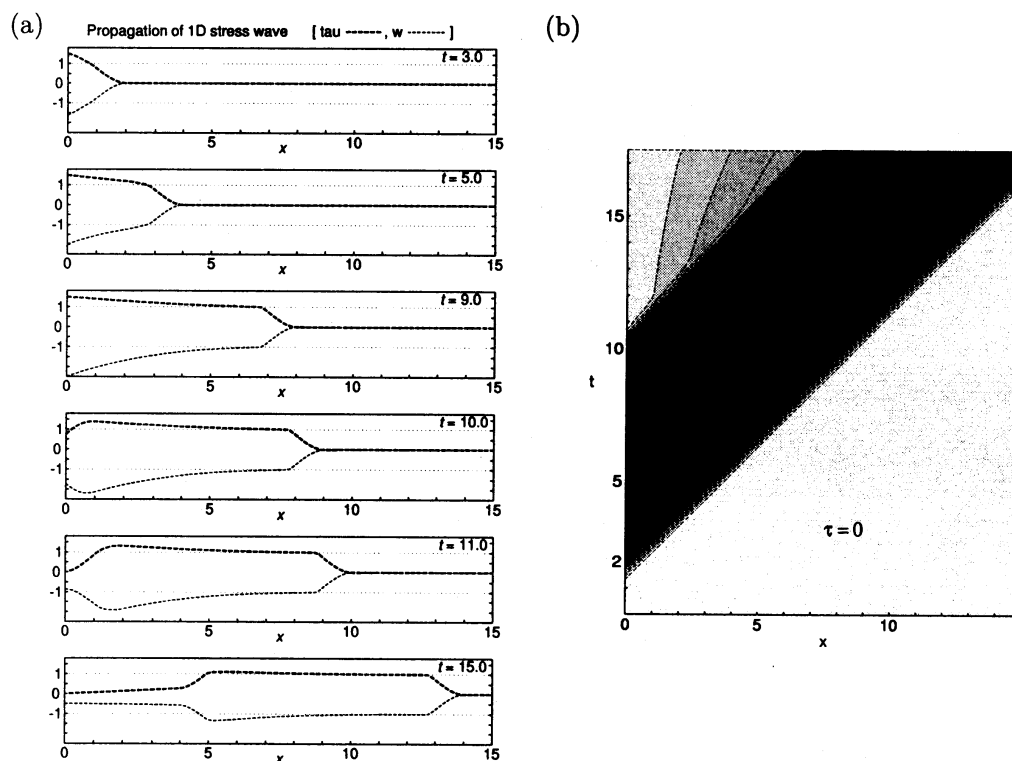 (a)
Propagation of 1D stress wave [ tau -------, w -------- ]
t = 3.0
1
0
-1
0 5 10 15
x
t = 5.0
1
0
-1
0 5 10 15
x
t = 9.0
1
0
-1
0 5 10 15
x
t = 10.0
1
0
-1
0 5 10 15
x
t = 11.0
1
0
-1
0 5 10 15
x
t = 15.0
1
0
-1
0 5 10 15
x
(b)
15
10
t
5
2
0
τ=0
0 5 10
x